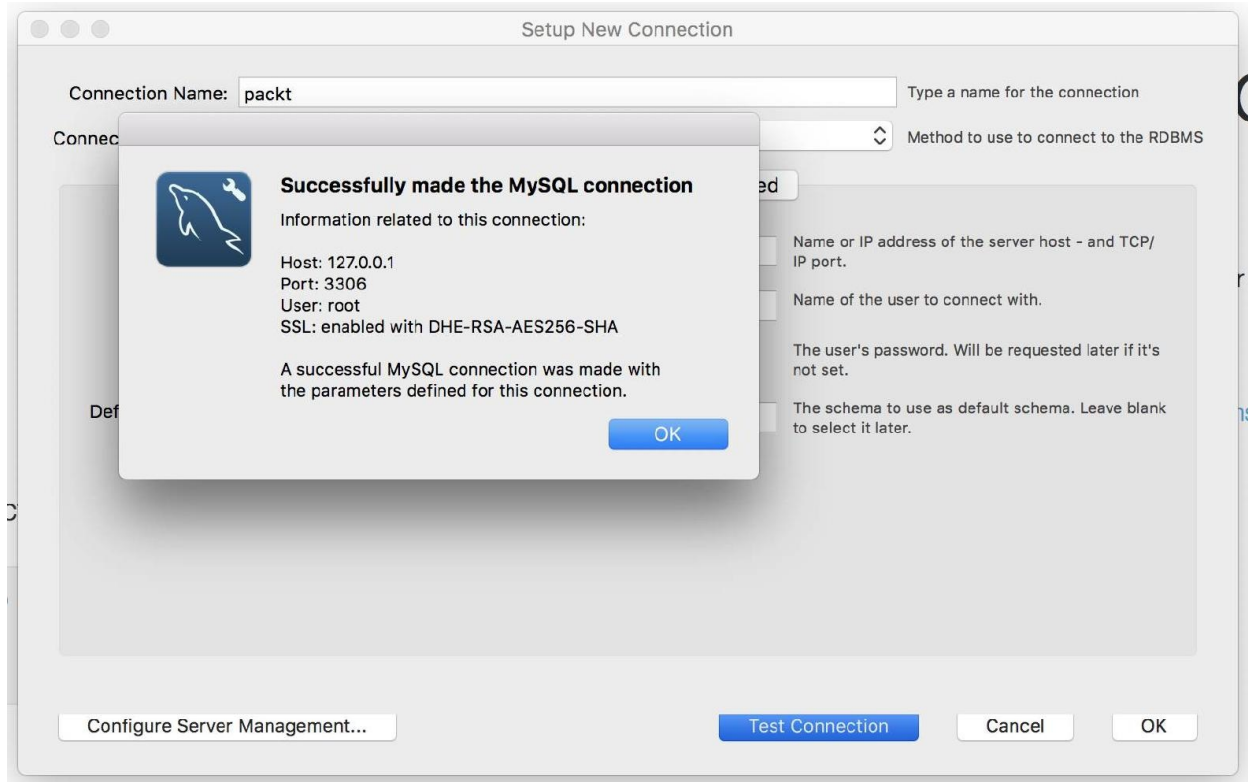 Setup New Connection
Connection Name: packt Type a name for the connection
Method to use to connect to the RDBMS
Successfully made the MySQL connection
Information related to this connection:
Host: 127.0.0.1
Port: 3306
User: root
SSL: enabled with DHE-RSA-AES256-SHA
A successful MySQL connection was made with
the parameters defined for this connection.
OK
Name or IP address of the server host - and TCP/
IP port.
Name of the user to connect with.
The user's password. Will be requested later if it's
not set.
The schema to use as default schema. Leave blank
to select it later.
Configure Server Management... Test Connection Cancel OK